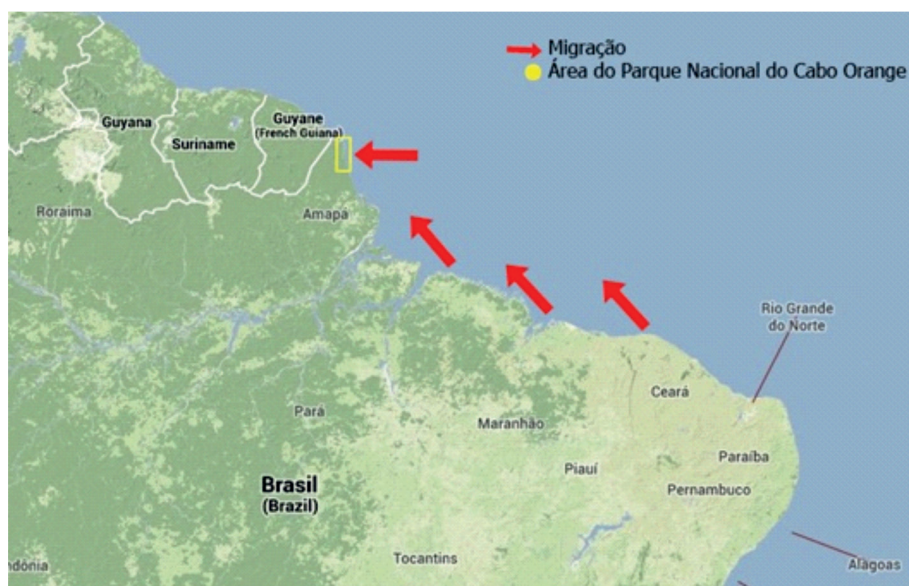 Migração
Área do Parque Nacional do Cabo Orange
Guyana
Suriname
Guyane
(French Guiana)
Roraima
Amapá
Rio Grande
do Norte
Ceará
Pará
Maranhão
Paraíba
Piauí
Pernambuco
Brasil
(Brazil)
Tocantins
ndônia
Alagoas